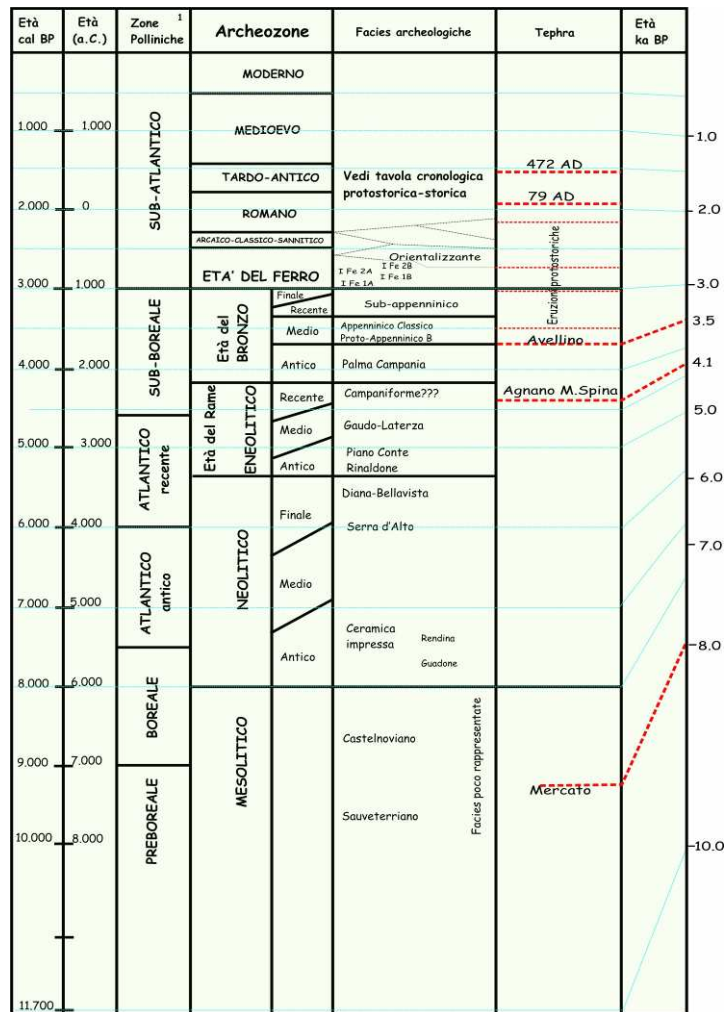 Età
cal BP
Età
(a.C.)
Zone 1
Polliniche
Archeozone
Facies archeologiche
Tephra
Età
ka BP
1.000
2.000
3.000
4.000
5.000
6.000
7.000
8.000
9.000
10.000
11.700
1.000
0
1.000
2.000
3.000
4.000
5.000
6.000
7.000
8.000
SUB-ATLANTICO
SUB-BOREALE
ATLANTICO
recente
ATLANTICO
antico
BOREALE
PREBOREALE
MODERNO
MEDIOEVO
TARDO-ANTICO
ROMANO
ARCAICO-CLASSICO-SANNITICO
ETA' DEL FERRO
Età del
BRONZO
Finale
Recente
Medio
Antico
Età del Rame
ENEOLITICO
Recente
Medio
Antico
NEOLITICO
Finale
Medio
Antico
MESOLITICO
Vedi tavola cronologica
protostorica-storica
Orientalizzante
I Fe 2A
I Fe 2B
I Fe 1B
I Fe 1A
Sub-appenninico
Appenninico Classico
Proto-Appenninico B
Palma Campania
Campaniforme???
Gaudo-Laterza
Piano Conte
Rinaldone
Diana-Bellavista
Serra d'Alto
Ceramica
impressa
Rendina
Guadone
Castelnoviano
Sauveterriano
Facies poco rappresentate
472 AD
79 AD
Eruzioni protostoriche
Avellino
Agnano M.Spina
Mercato
1.0
2.0
3.0
3.5
4.1
5.0
6.0
7.0
8.0
10.0